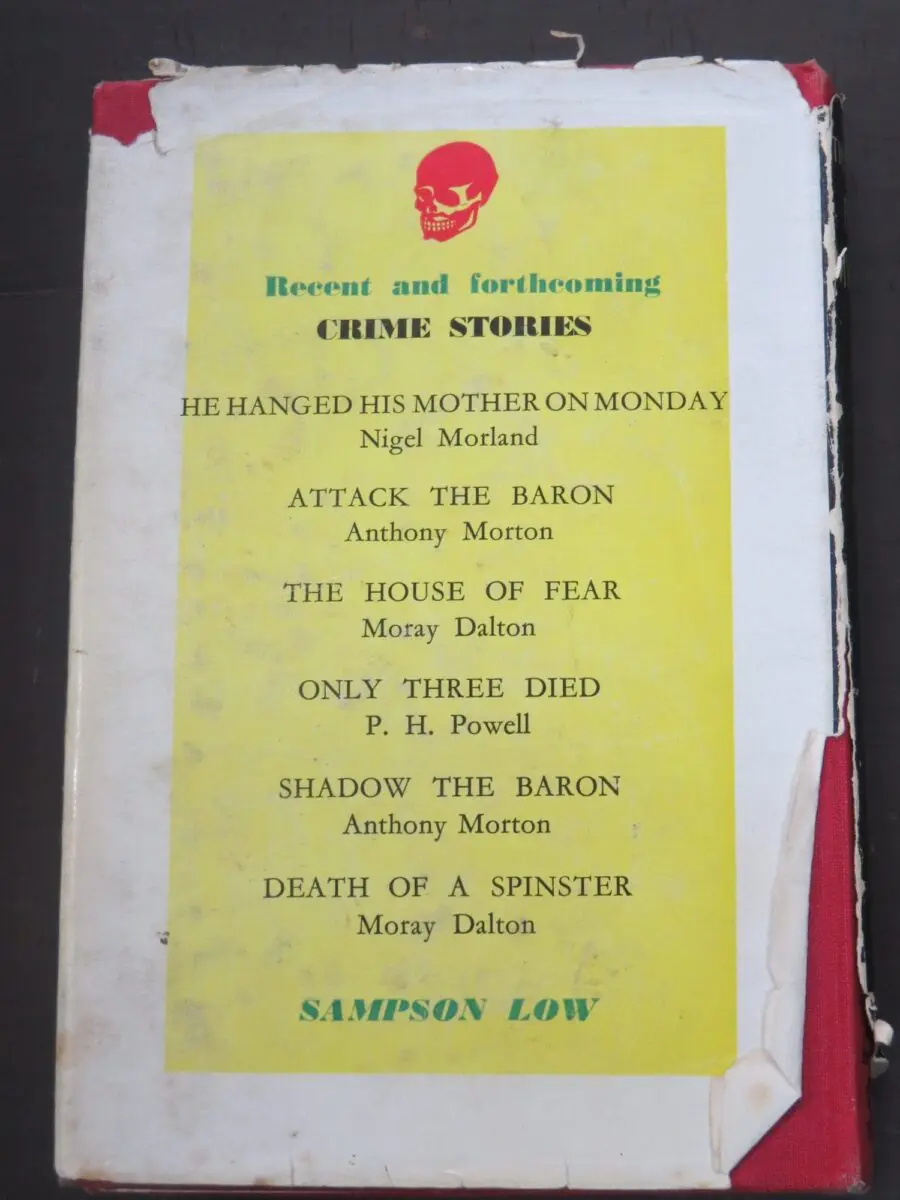 Recent and forthcoming
CRIME STORIES
HE HANGED HIS MOTHER ON MONDAY
Nigel Morland
ATTACK THE BARON
Anthony Morton
THE HOUSE OF FEAR
Moray Dalton
ONLY THREE DIED
P. H. Powell
SHADOW THE BARON
Anthony Morton
DEATH OF A SPINSTER
Moray Dalton
SAMPSON LOW